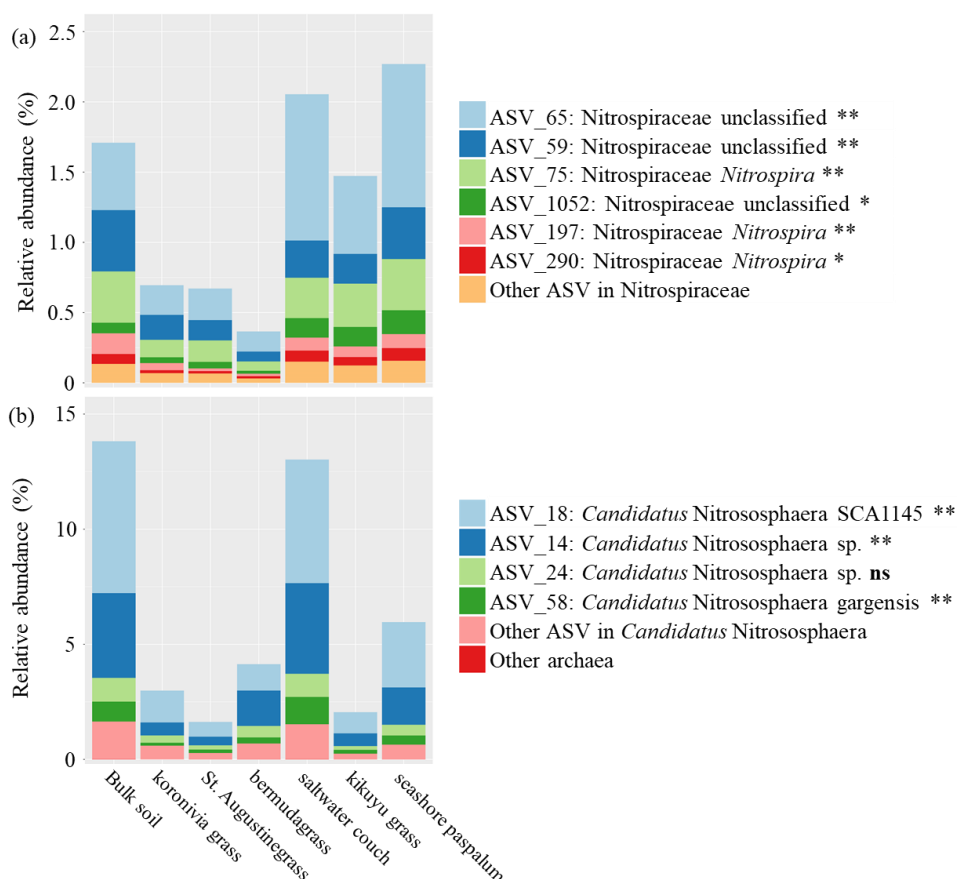 (a)
Relative abundance (%)
2.5
2.0
1.5
1.0
0.5
0
ASV_65: Nitrospiraceae unclassified **
ASV_59: Nitrospiraceae unclassified **
ASV_75: Nitrospiraceae Nitrospira **
ASV_1052: Nitrospiraceae unclassified *
ASV_197: Nitrospiraceae Nitrospira **
ASV_290: Nitrospiraceae Nitrospira *
Other ASV in Nitrospiraceae
(b)
Relative abundance (%)
15
10
5
0
ASV_18: Candidatus Nitrososphaera SCA1145 **
ASV_14: Candidatus Nitrososphaera sp. **
ASV_24: Candidatus Nitrososphaera sp. ns
ASV_58: Candidatus Nitrososphaera gargensis **
Other ASV in Candidatus Nitrososphaera
Other archaea
Bulk soil
koronivia grass
St. Augustinegrass
bermudagrass
saltwater couch
kikuyu grass
seashore paspalum